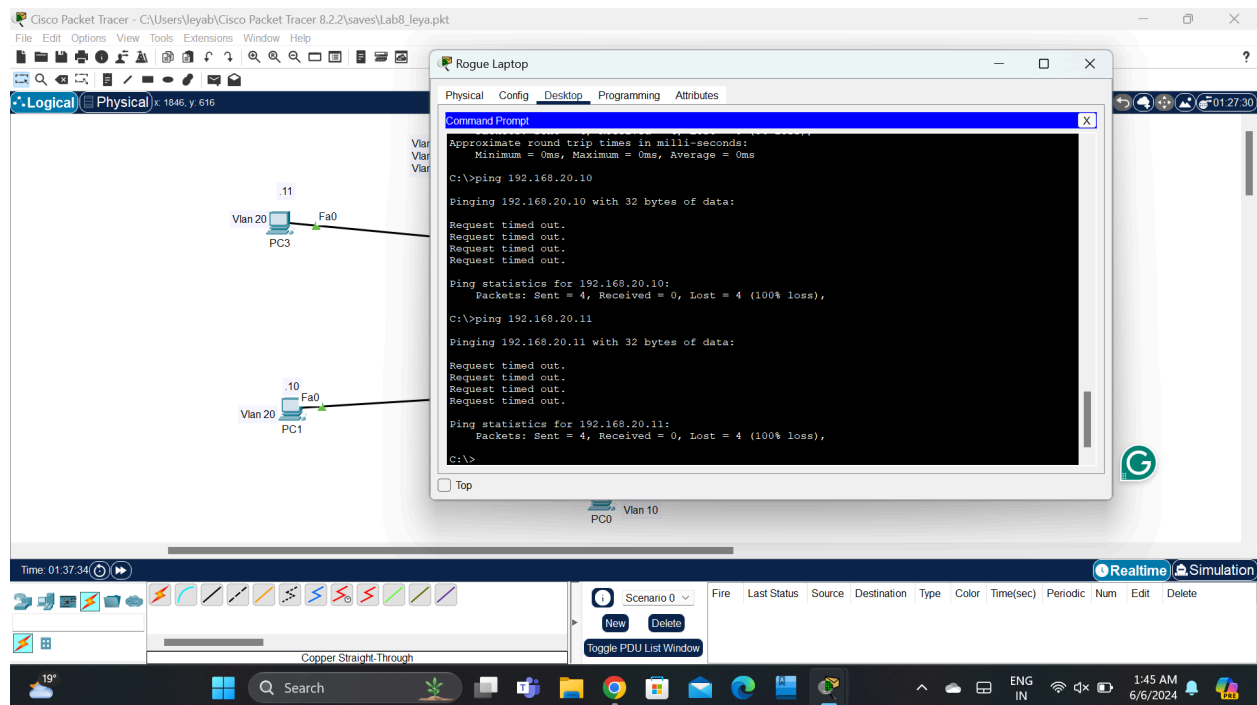 Cisco Packet Tracer - C:\Users\leyab\Cisco Packet Tracer 8.2.2\saves\Lab8_leya.pkt
File Edit Options View Tools Extensions Window Help
Logical Physical x: 1846, y: 616
01:27:30
Rogue Laptop
Physical Config Desktop Programming Attributes
Command Prompt X
Approximate round trip times in milli-seconds:
Minimum = 0ms, Maximum = 0ms, Average = 0ms
C:\>ping 192.168.20.10
Pinging 192.168.20.10 with 32 bytes of data:
Request timed out.
Request timed out.
Request timed out.
Request timed out.
Ping statistics for 192.168.20.10:
Packets: Sent = 4, Received = 0, Lost = 4 (100% loss),
C:\>ping 192.168.20.11
Pinging 192.168.20.11 with 32 bytes of data:
Request timed out.
Request timed out.
Request timed out.
Request timed out.
Ping statistics for 192.168.20.11:
Packets: Sent = 4, Received = 0, Lost = 4 (100% loss),
C:\>
Top
.11
Vlan 20
Fa0
PC3
.10
Fa0
Vlan 20
PC1
Vlan 10
PC0
Time: 01:37:34
Realtime Simulation
Scenario 0
New Delete
Toggle PDU List Window
Fire Last Status Source Destination Type Color Time(sec) Periodic Num Edit Delete
Copper Straight-Through
19°
Search
ENG
IN
1:45 AM
6/6/2024